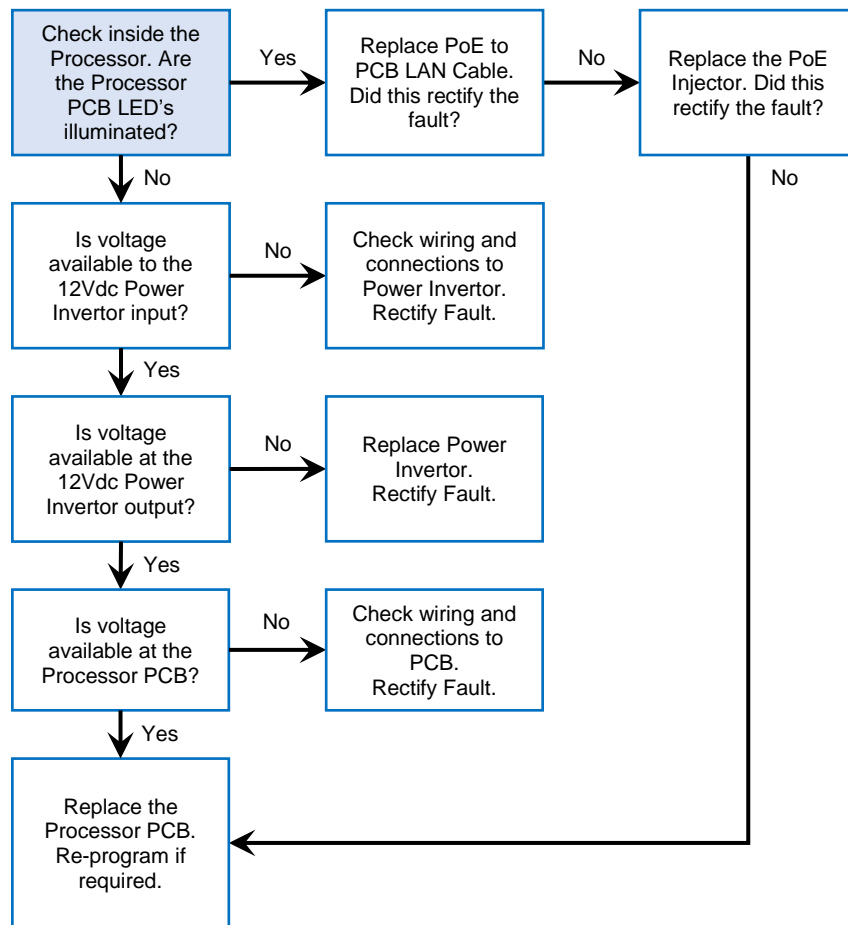 Check inside the
Processor. Are
the Processor
PCB LED's
illuminated?
Yes
Replace PoE to
PCB LAN Cable.
Did this rectify the
fault?
No
Replace the PoE
Injector. Did this
rectify the fault?
No
No
Is voltage
available to the
12Vdc Power
Invertor input?
No
Check wiring and
connections to
Power Invertor.
Rectify Fault.
Yes
Is voltage
available at the
12Vdc Power
Invertor output?
No
Replace Power
Invertor.
Rectify Fault.
Yes
Is voltage
available at the
Processor PCB?
No
Check wiring and
connections to
PCB.
Rectify Fault.
Yes
Replace the
Processor PCB.
Re-program if
required.